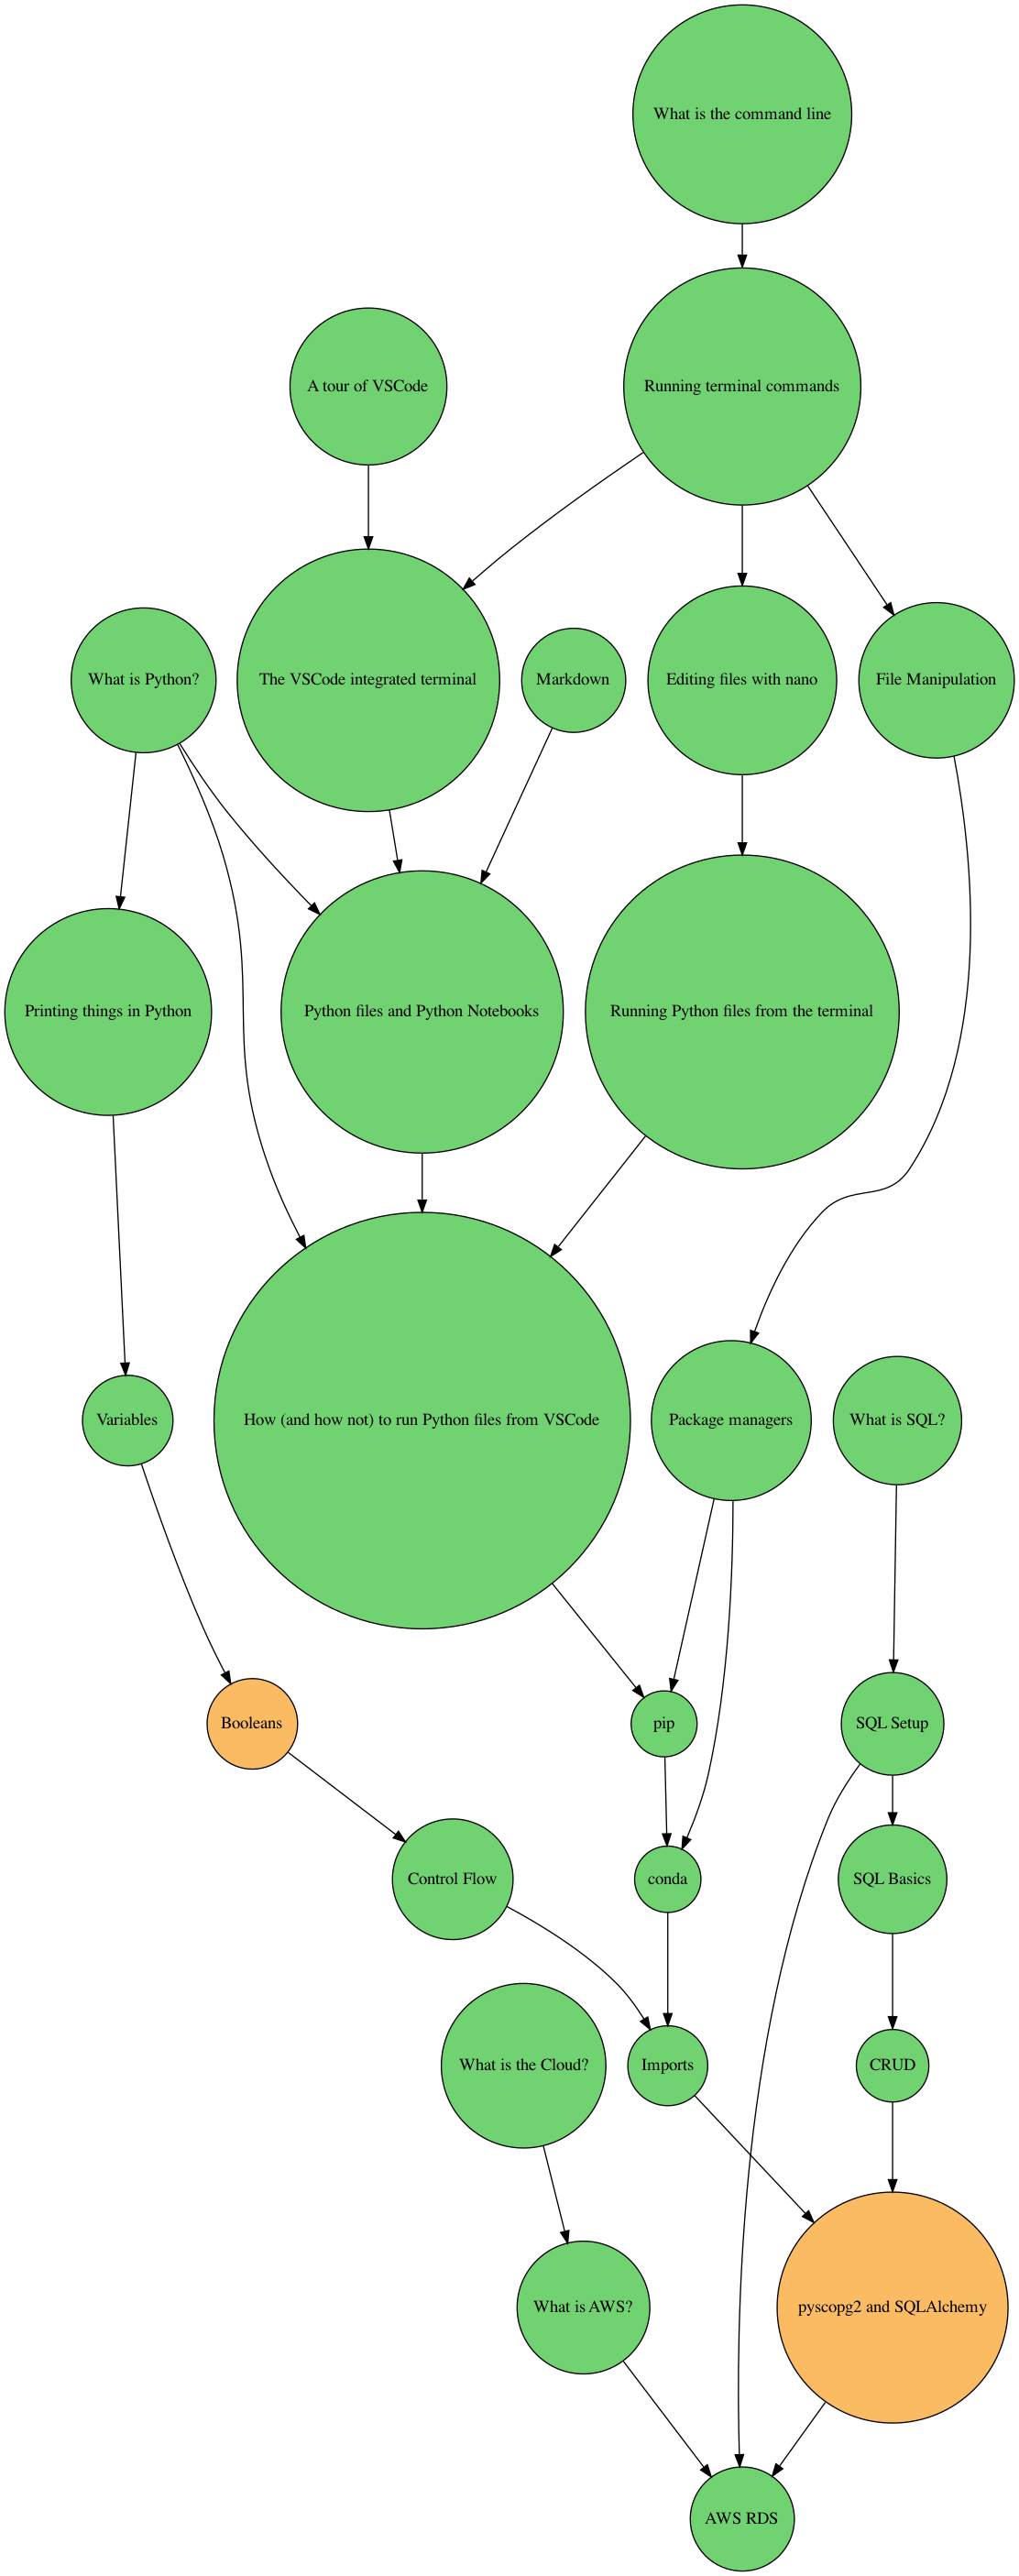 What is the command line
A tour of VSCode
Running terminal commands
What is Python?
The VSCode integrated terminal
Markdown
Editing files with nano
File Manipulation
Printing things in Python
Python files and Python Notebooks
Running Python files from the terminal
Variables
How (and how not) to run Python files from VSCode
Package managers
What is SQL?
Booleans
pip
SQL Setup
Control Flow
conda
SQL Basics
What is the Cloud?
Imports
CRUD
What is AWS?
pyscopg2 and SQLAlchemy
AWS RDS